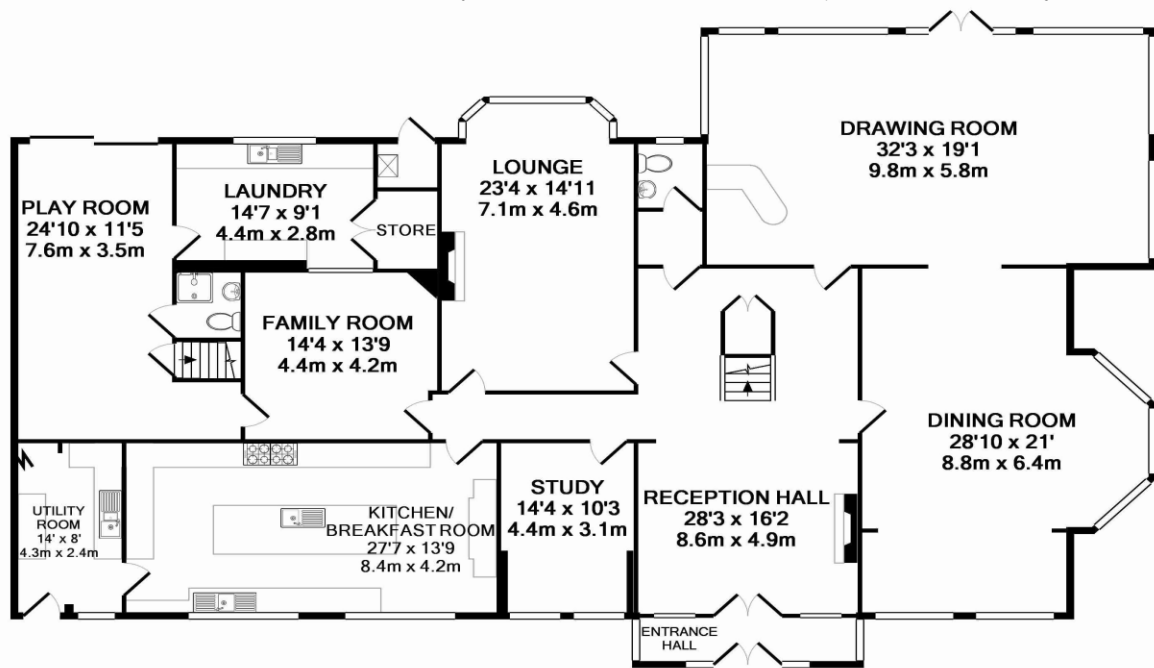 DRAWING ROOM
32'3 x 19'1
9.8m x 5.8m
LOUNGE
23'4 x 14'11
7.1m x 4.6m
LAUNDRY
14'7 x 9'1
4.4m x 2.8m
PLAY ROOM
24'10 x 11'5
7.6m x 3.5m
STORE
FAMILY ROOM
14'4 x 13'9
4.4m x 4.2m
DINING ROOM
28'10 x 21'
8.8m x 6.4m
UTILITY
ROOM
14' x 8'
4.3m x 2.4m
KITCHEN/
BREAKFAST ROOM
27'7 x 13'9
8.4m x 4.2m
STUDY
14'4 x 10'3
4.4m x 3.1m
RECEPTION HALL
28'3 x 16'2
8.6m x 4.9m
ENTRANCE
HALL